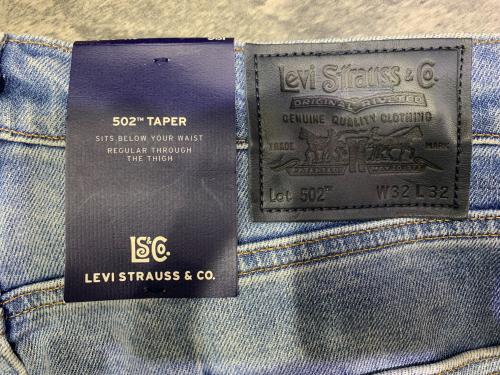 502™ TAPER
SITS BELOW YOUR WAIST
REGULAR THROUGH
THE THIGH
LS&Co.
LEVI STRAUSS & CO.
Levi Strauss & Co.
ORIGINAL RIVETED
GENUINE QUALITY CLOTHING
TRADE MARK
PATENTED
Lot 502™ W32 L32